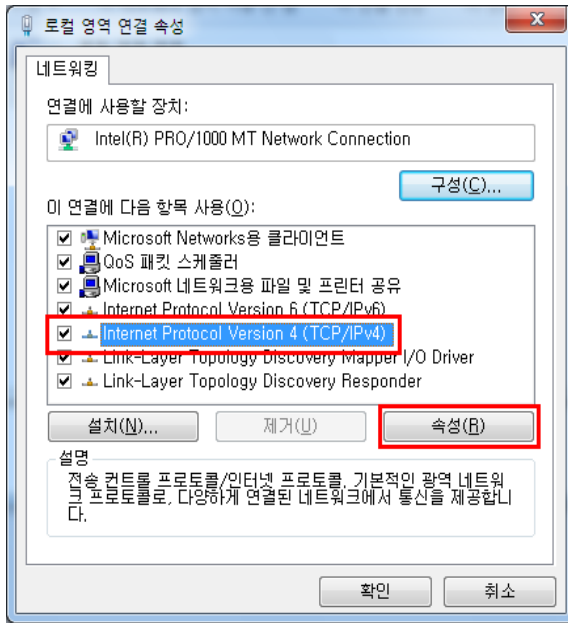 로컬 영역 연결 속성
네트워킹
연결에 사용할 장치:
Intel(R) PRO/1000 MT Network Connection
구성(C)...
이 연결에 다음 항목 사용(O):
Microsoft Networks용 클라이언트
QoS 패킷 스케줄러
Microsoft 네트워크용 파일 및 프린터 공유
Internet Protocol Version 6 (TCP/IPv6)
Internet Protocol Version 4 (TCP/IPv4)
Link-Layer Topology Discovery Mapper I/O Driver
Link-Layer Topology Discovery Responder
설치(N)...
제거(U)
속성(R)
설명
전송 컨트롤 프로토콜/인터넷 프로토콜. 기본적인 광역 네트워
크 프로토콜로, 다양하게 연결된 네트워크에서 통신을 제공합니
다.
확인
취소